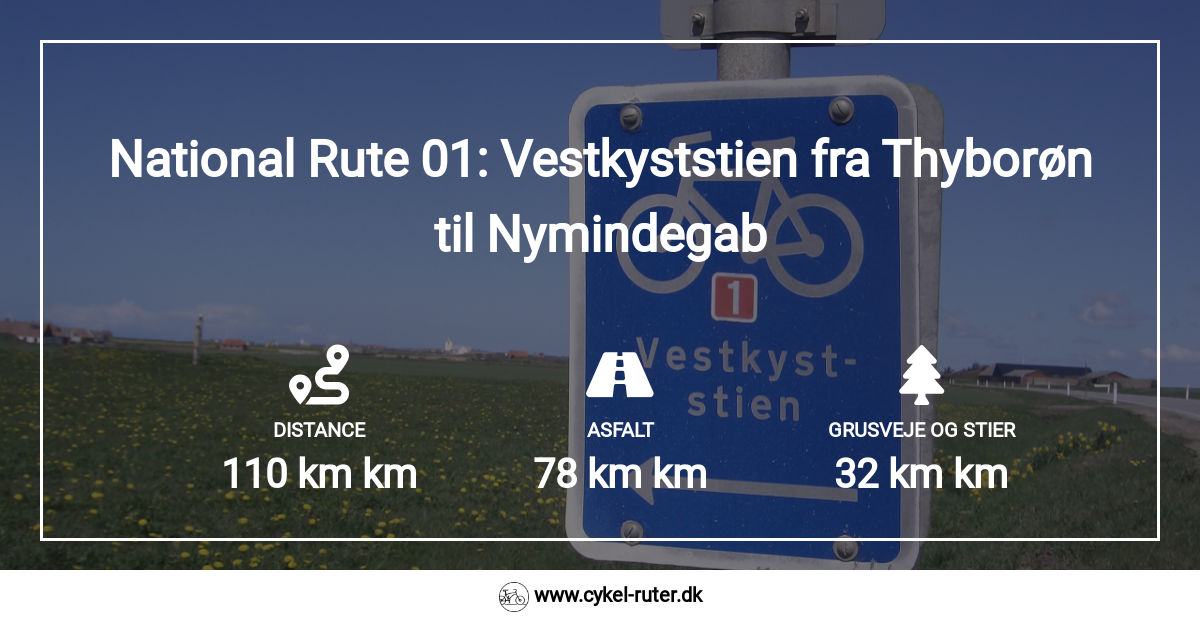 National Rute 01: Vestkyststien fra Thyborøn
til Nymindegab
1
Vestkyst-
stien
DISTANCE
ASFALT
GRUSVEJE OG STIER
110 km km
78 km km
32 km km
www.cykel-ruter.dk